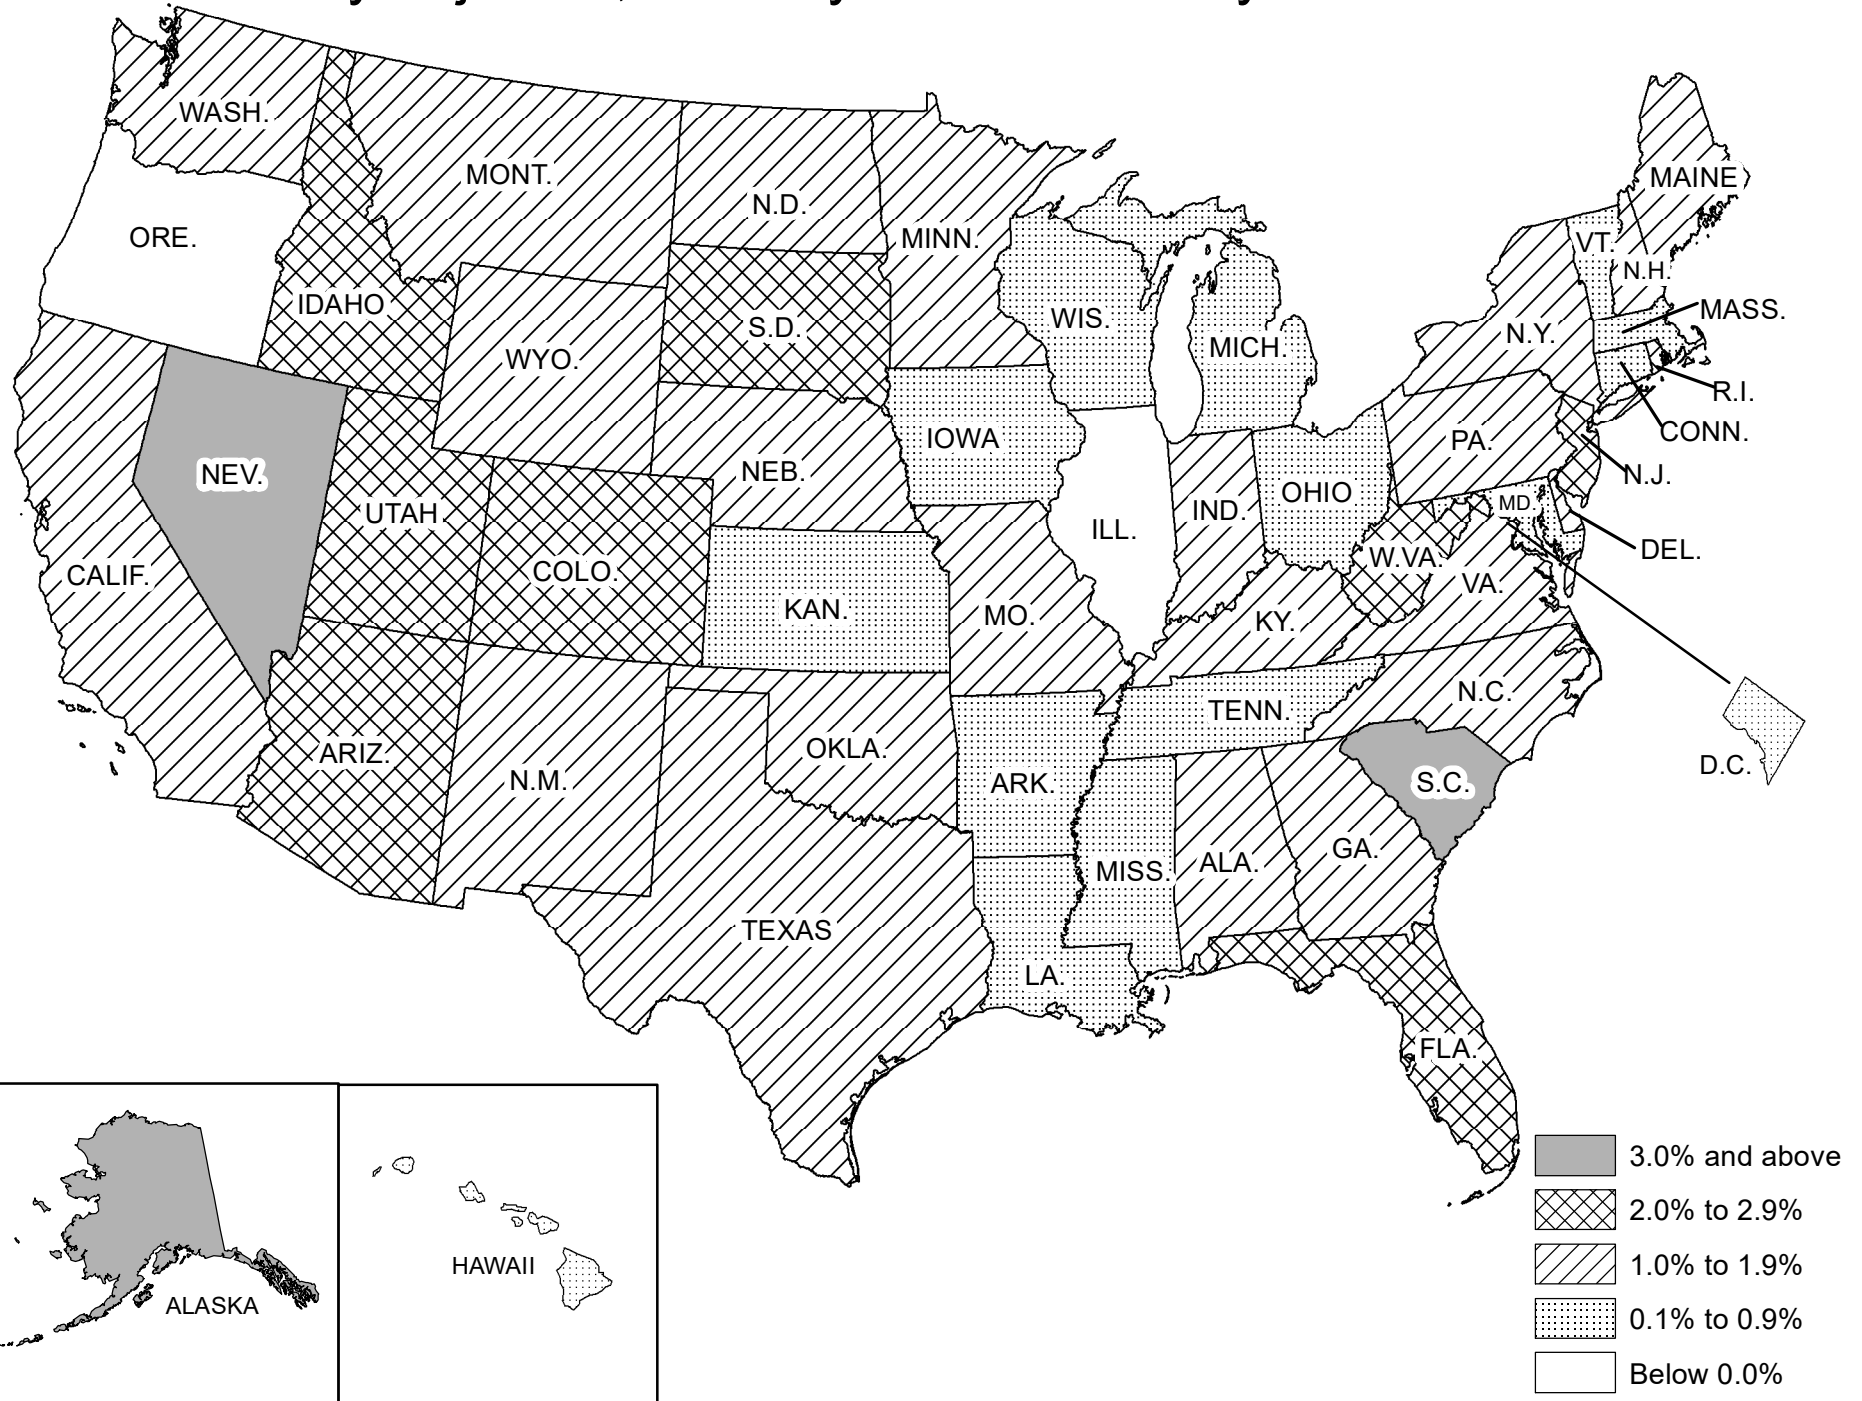 WASH.
MONT.
N.D.
MINN.
MAINE
ORE.
VT.
N.H.
IDAHO
S.D.
WIS.
MICH.
MASS.
N.Y.
WYO.
R.I.
IOWA
CONN.
NEV.
NEB.
PA.
N.J.
UTAH
OHIO
MD.
IND.
ILL.
DEL.
COLO.
W.VA.
VA.
CALIF.
KAN.
MO.
KY.
N.C.
TENN.
ARIZ.
OKLA.
D.C.
N.M.
ARK.
S.C.
GA.
ALA.
MISS.
TEXAS
LA.
FLA.
3.0% and above
2.0% to 2.9%
1.0% to 1.9%
0.1% to 0.9%
Below 0.0%
HAWAII
ALASKA